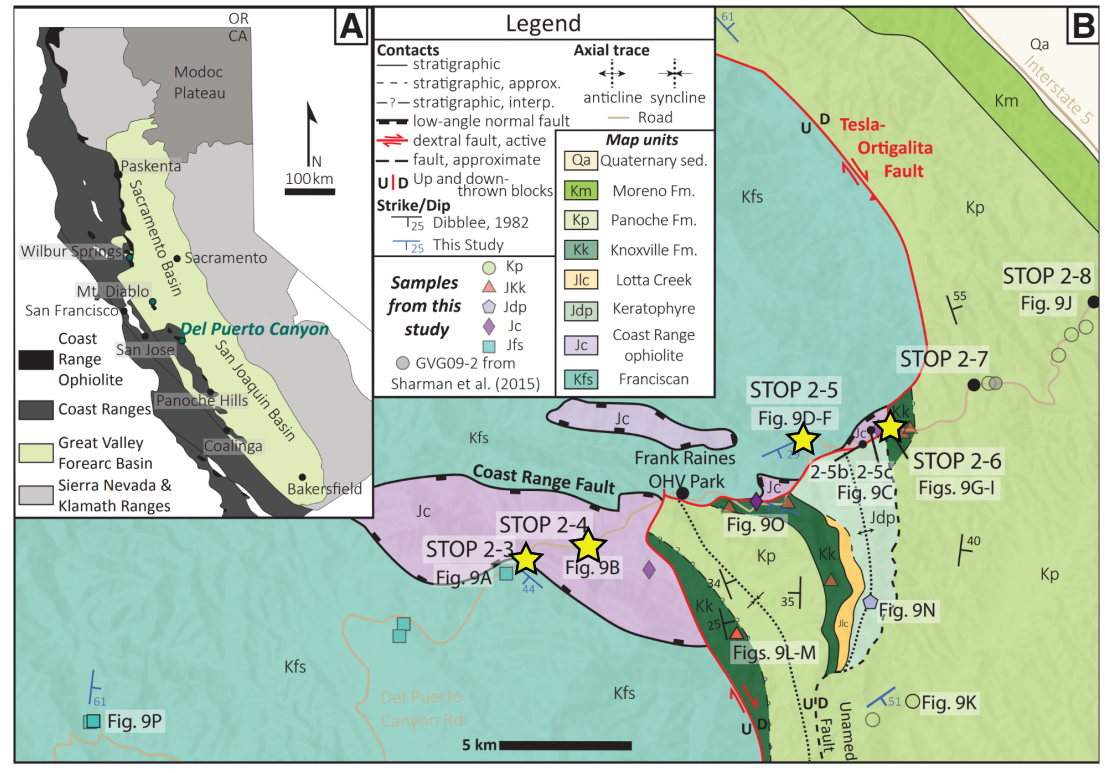 OR
CA
A
Modoc
Plateau
N
100 km
Paskenta
Sacramento Basin
Wilbur Springs
Sacramento
Mt. Diablo
San Francisco
Del Puerto Canyon
San Jose
San Joaquin Basin
Panoche Hills
Coalinga
Bakersfield
Coast
Range
Ophiolite
Coast Ranges
Great Valley
Forearc Basin
Sierra Nevada &
Klamath Ranges
Legend
Contacts
stratigraphic
stratigraphic, approx.
?
stratigraphic, interp.
low-angle normal fault
dextral fault, active
fault, approximate
U D Up and down-
thrown blocks
Strike/Dip
25 Dibblee, 1982
25 This Study
Axial trace
anticline syncline
Road
Map units
Qa Quaternary sed.
Km Moreno Fm.
Kp Panoche Fm.
Kk Knoxville Fm.
Jlc Lotta Creek
Jdp Keratophyre
Jc Coast Range
ophiolite
Kfs Franciscan
Samples
from this
study
Kp
JKk
Jdp
Jc
Jfs
GVG09-2 from
Sharman et al. (2015)
B
61
Qa
Interstate 5
Km
U D
Tesla-
Ortigalita
Fault
Kfs
Kp
STOP 2-8
Fig. 9J
55
STOP 2-7
STOP 2-5
Fig. 9D-F
Jc
Kfs
Kk
Jc
Frank Raines
OHV Park
2-5b
2-5c
Fig. 9C
STOP 2-6
Figs. 9G-I
Coast Range Fault
Jc
Jc
Jdp
STOP 2-4
Fig. 9B
STOP 2-3
Fig. 9A
44
Fig. 9O
Kp
Kk
40
Kp
34
35
Kk
25
Jlc
Fig. 9N
Figs. 9L-M
Kfs
Kfs
Del Puerto
Canyon Rd
61
Fig. 9P
U D
U D
Unamed
Fault
51
Fig. 9K
5 km